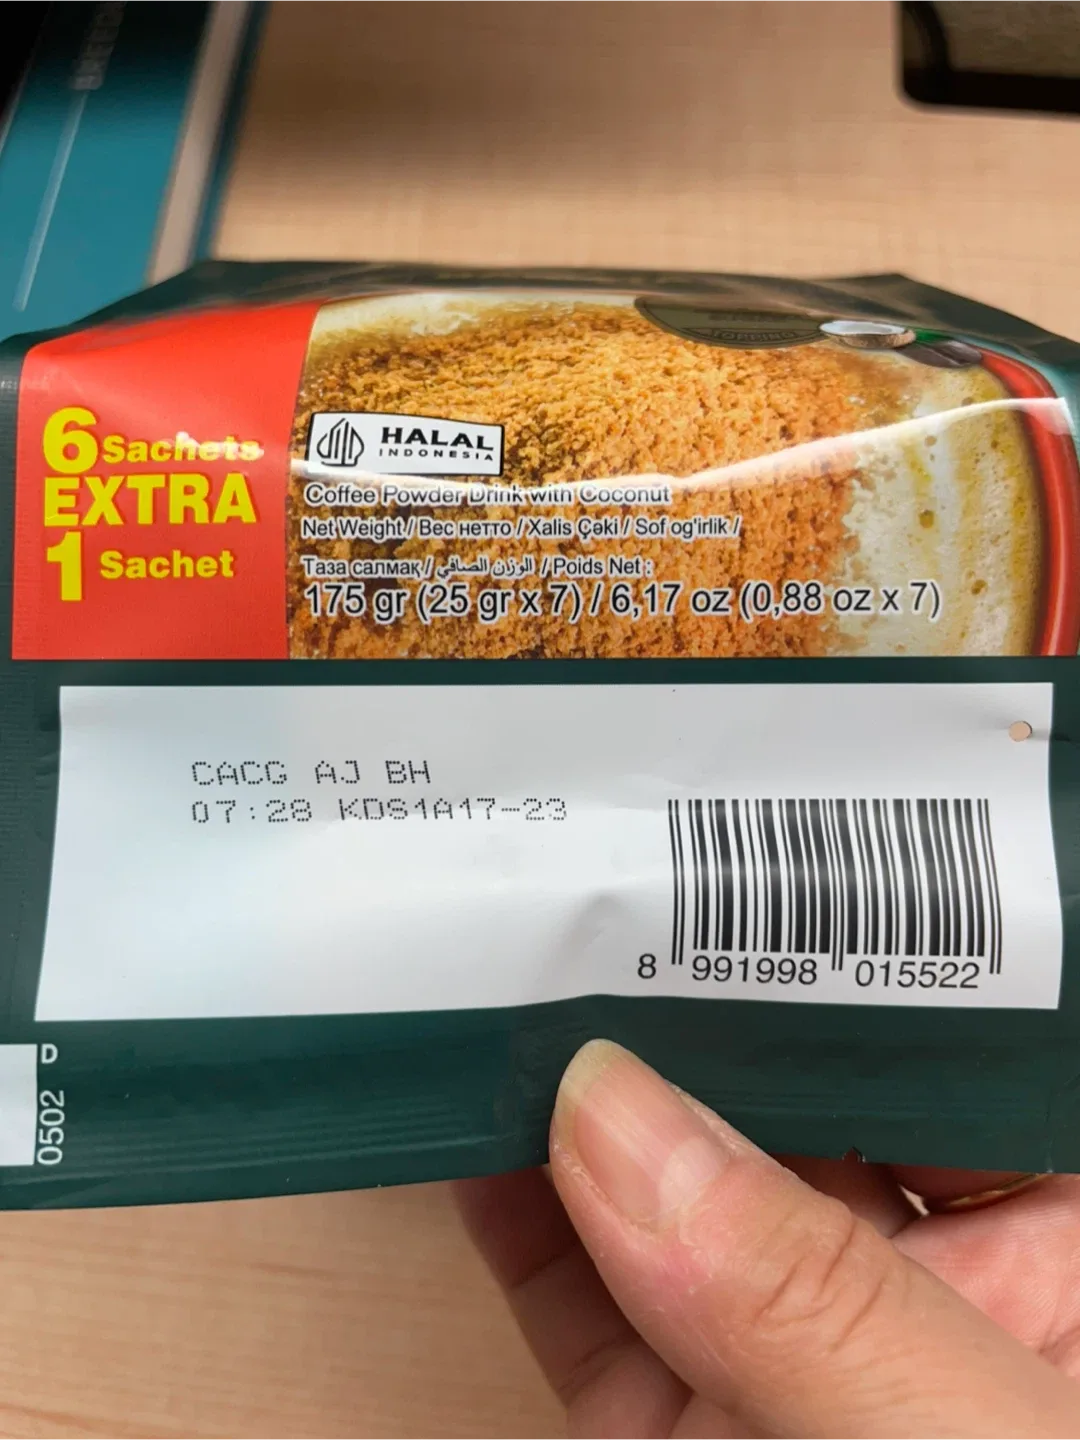 6 Sachets
EXTRA
1 Sachet
HALAL
INDONESIA
Coffee Powder Drink with Coconut
Net Weight / Вес нетто / Xalis Çəki / Sof og'irlik /
Таза салмақ / الوزن الصافي / Poids Net :
175 gr (25 gr x 7) / 6,17 oz (0,88 oz x 7)
CACG AJ BH
07:28 KDS1A17-23
8 991998 015522
D
0502